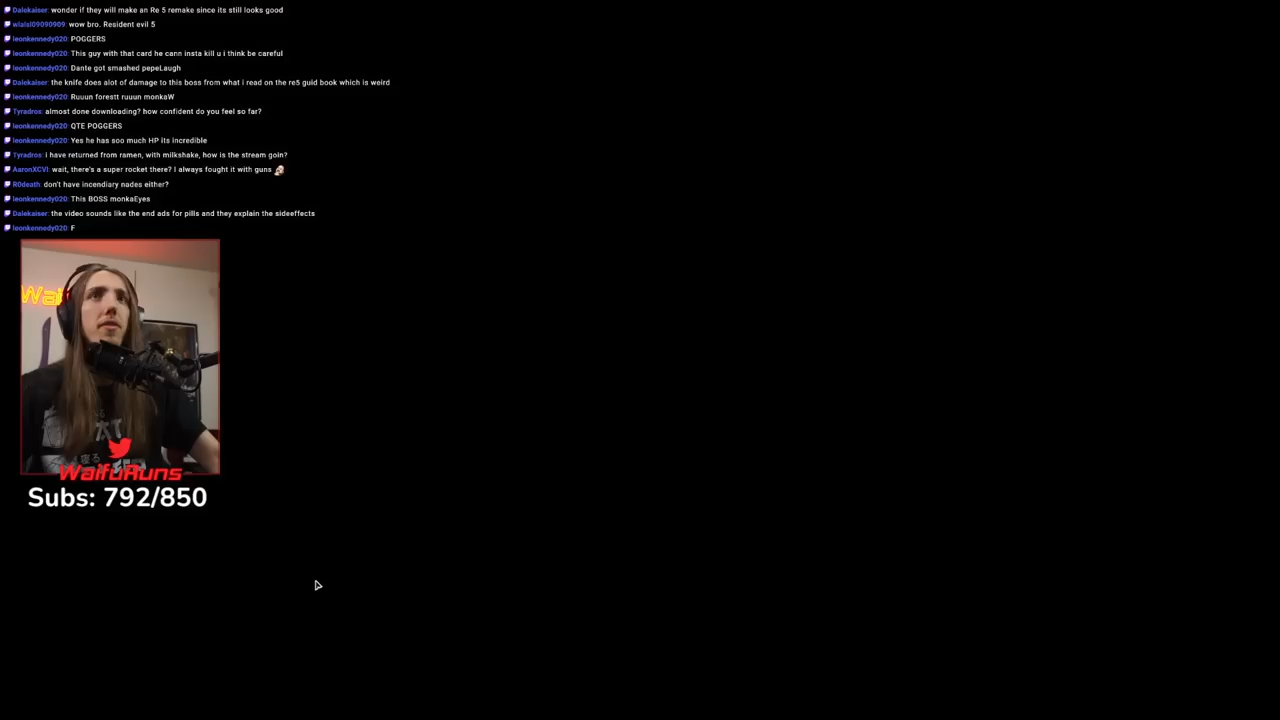 Dalekaiser: wonder if they will make an Re 5 remake since its still looks good
wow bro. Resident evil 5
leonkennedy020: POGGERS
leonkennedy020: This guy with that card he cann insta kill u i think be careful
leonkennedy020: Dante got smashed pepeLaugh
Dalekaiser: the knife does alot of damage to this boss from what i read on the re5 guid book which is weird
leonkennedy020: Ruuun forestt ruuun monkaW
Tyradros: almost done downloading? how confident do you feel so far?
leonkennedy020: QTE POGGERS
leonkennedy020: Yes he has soo much HP its incredible
Tyradros: i have returned from ramen, with milkshake, how is the stream goin?
AaronXCVI: wait, there's a super rocket there? I always fought it with guns
R0death: don't have incendiary nades either?
leonkennedy020: This BOSS monkaEyes
Dalekaiser: the video sounds like the end ads for pills and they explain the sideeffects
leonkennedy020: F
Wai
WaifuRuns
Subs: 792/850